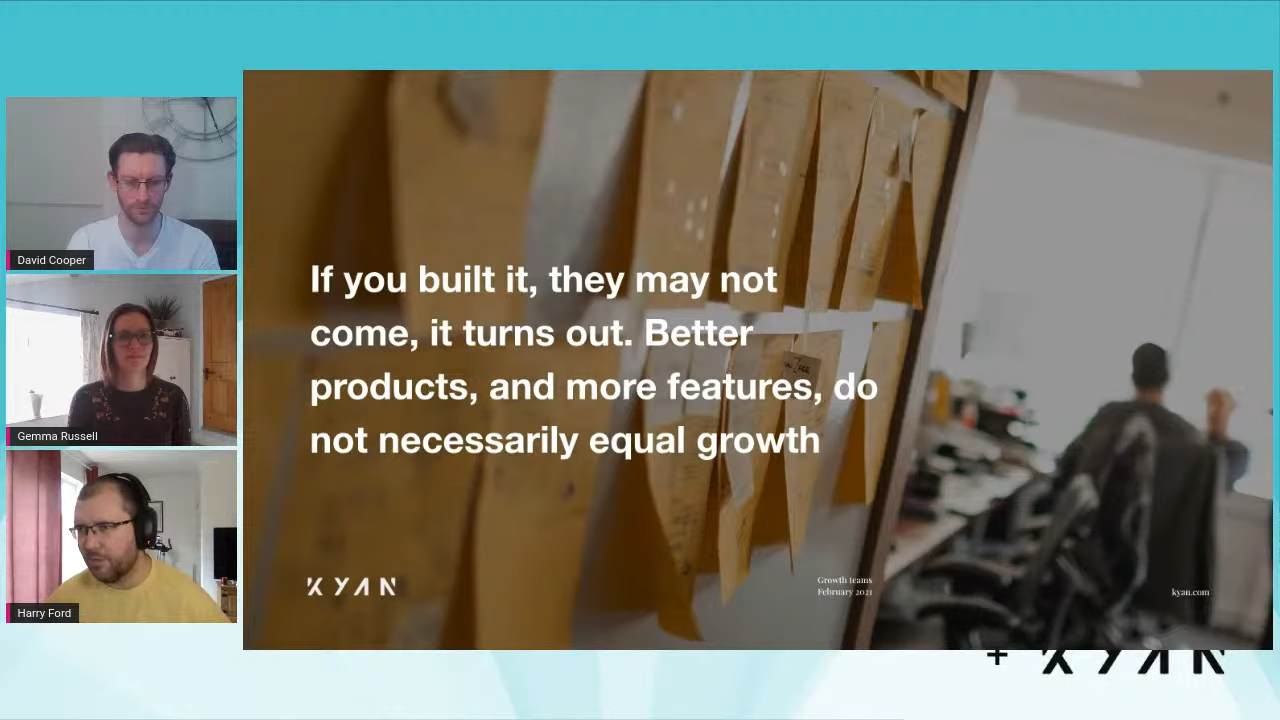 David Cooper
Gemma Russell
Harry Ford
If you built it, they may not
come, it turns out. Better
products, and more features, do
not necessarily equal growth
KYAN
Growth teams
February 2021
kyan.com
+ KYAN